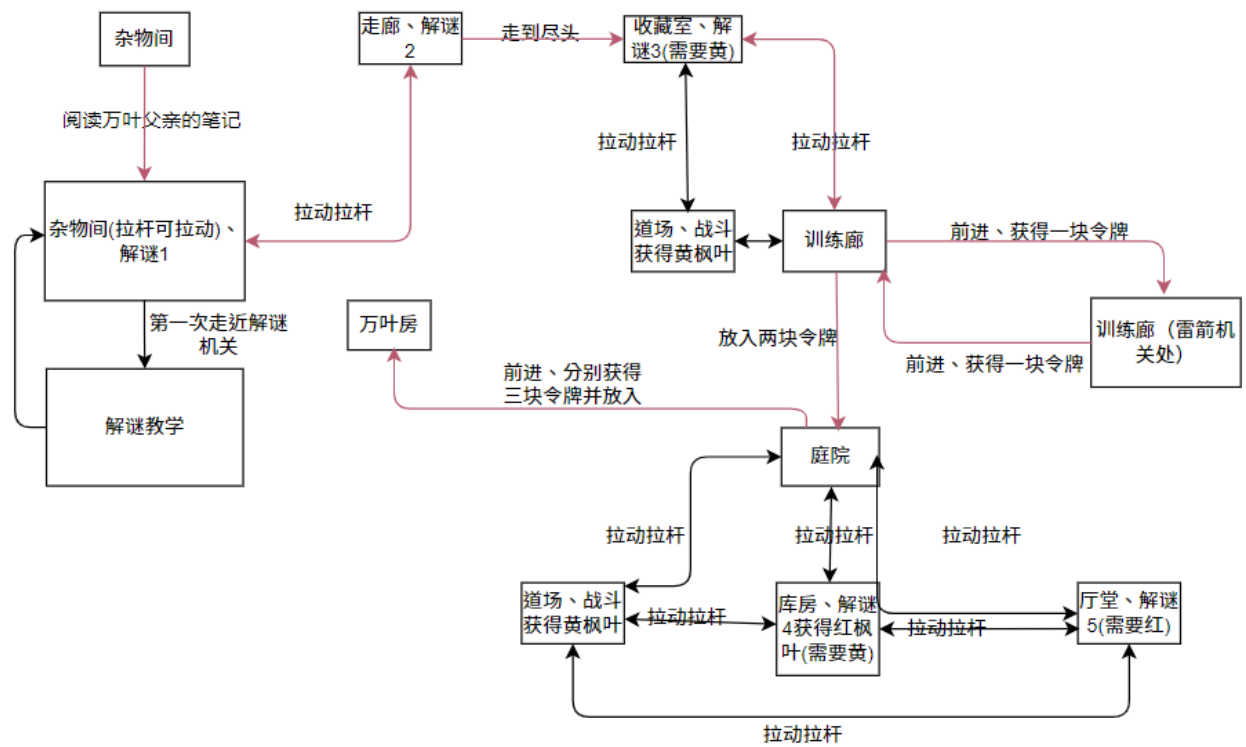 杂物间
走廊、解谜
2
走到尽头
收藏室、解
谜3(需要黄)
阅读万叶父亲的笔记
拉动拉杆
拉动拉杆
杂物间(拉杆可拉动)、
解谜1
拉动拉杆
道场、战斗
获得黄枫叶
训练廊
前进、获得一块令牌
第一次走近解谜
机关
万叶房
放入两块令牌
训练廊（雷箭机
关处）
前进、获得一块令牌
前进、分别获得
三块令牌并放入
解谜教学
庭院
拉动拉杆
拉动拉杆
拉动拉杆
道场、战斗
获得黄枫叶
拉动拉杆
库房、解谜
4获得红枫
叶(需要黄)
拉动拉杆
厅堂、解谜
5(需要红)
拉动拉杆